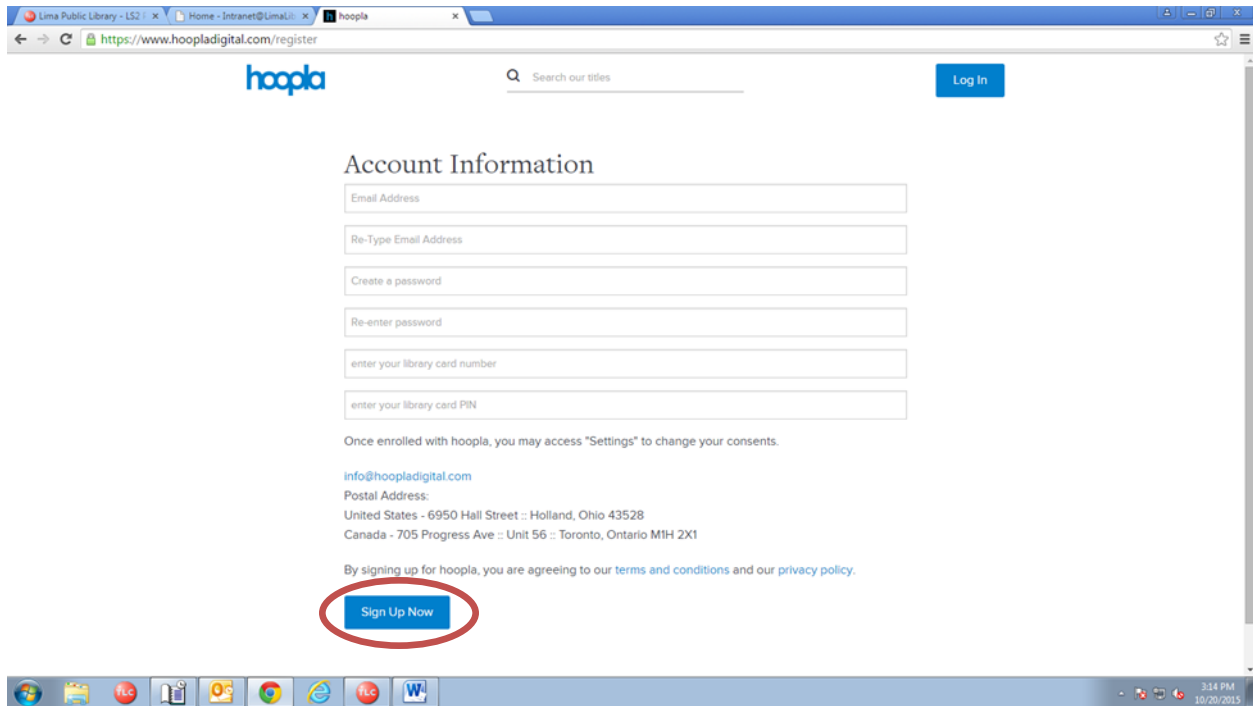 Lima Public Library - LS2
Home - Intranet@LimaLib
hoopla
https://www.hoopladigital.com/register
hoopla
Search our titles
Log In
Account Information
Email Address
Re-Type Email Address
Create a password
Re-enter password
enter your library card number
enter your library card PIN
Once enrolled with hoopla, you may access "Settings" to change your consents.
info@hoopladigital.com
Postal Address:
United States - 6950 Hall Street :: Holland, Ohio 43528
Canada - 705 Progress Ave :: Unit 56 :: Toronto, Ontario M1H 2X1
By signing up for hoopla, you are agreeing to our terms and conditions and our privacy policy.
Sign Up Now
3:14 PM
10/20/2015